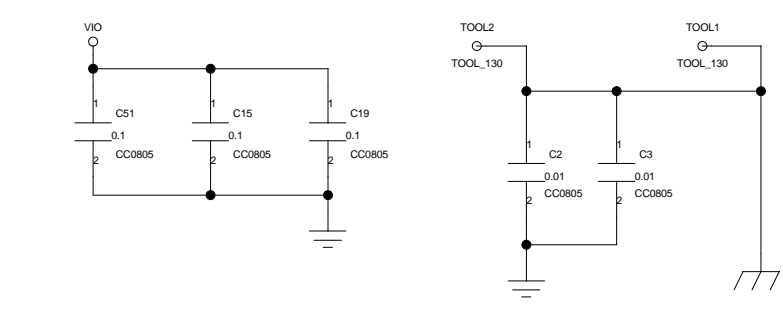 VIO
1
C51
0.1
2
CC0805
1
C15
0.1
2
CC0805
1
C19
0.1
2
CC0805
TOOL2
TOOL_130
TOOL1
TOOL_130
1
C2
0.01
2
CC0805
1
C3
0.01
2
CC0805